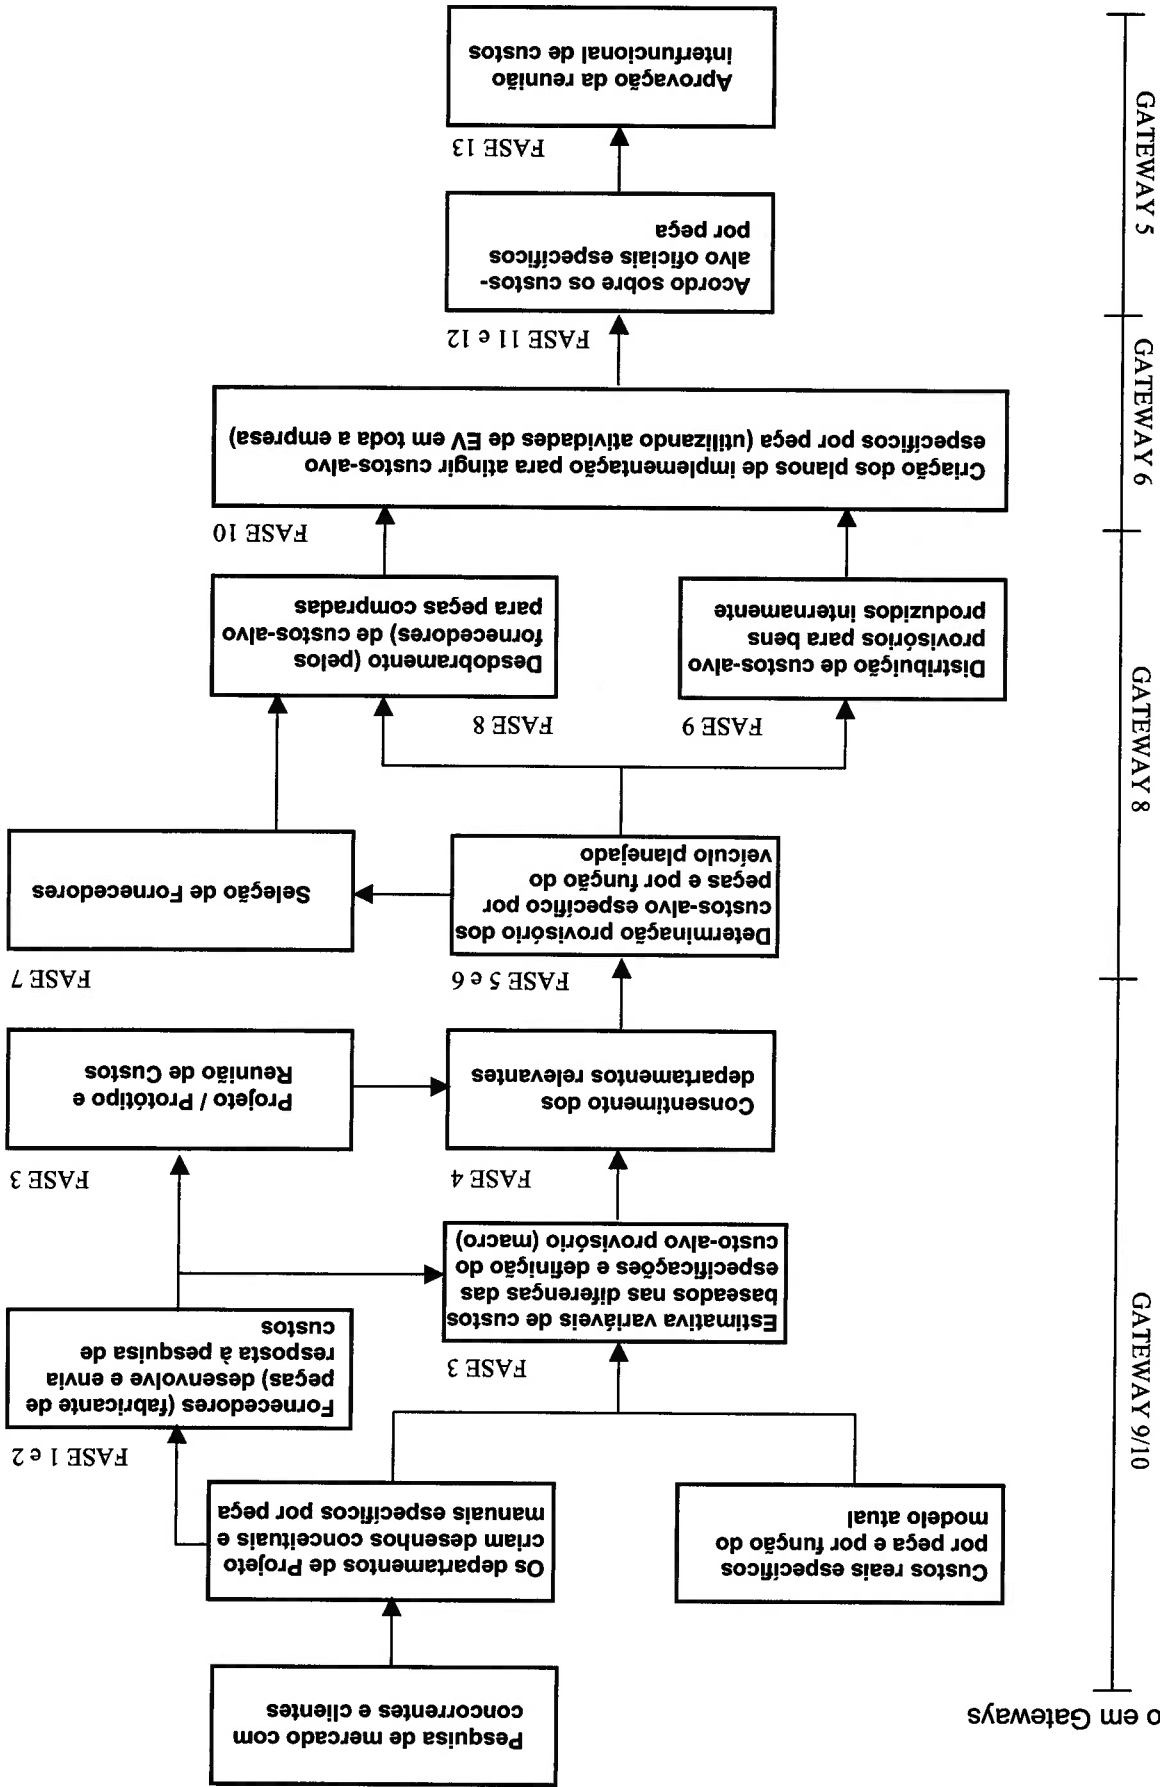 o em Gateways
GATEWAY 9/10
GATEWAY 8
GATEWAY 6
GATEWAY 5
Pesquisa de mercado com
concorrentes e clientes
Custos reais específicos
por peça e por função do
modelo atual
Os departamentos de Projeto
criam desenhos conceituais e
manuais específicos por peça
FASE 1 e 2
Fornecedores (fabricante de
peças) desenvolve e envia
resposta à pesquisa de
custos
FASE 3
Estimativa variáveis de custos
baseados nas diferenças das
especificações e definição do
custo-alvo provisório (macro)
FASE 4
Consentimento dos
departamentos relevantes
FASE 3
Projeto / Protótipo e
Reunião de Custos
FASE 5 e 6
Determinação provisório dos
custos-alvo específico por
peças e por função do
veículo planejado
FASE 7
Seleção de Fornecedores
FASE 9
Distribuição de custos-alvo
provisórios para bens
produzidos internamente
FASE 8
Desdobramento (pelos
fornecedores) de custos-alvo
para peças compradas
FASE 10
Criação dos planos de implementação para atingir custos-alvo
específicos por peça (utilizando atividades de EV em toda a empresa)
FASE 11 e 12
Acordo sobre os custos-
alvo oficiais específicos
por peça
FASE 13
Aprovação da reunião
interfuncional de custos